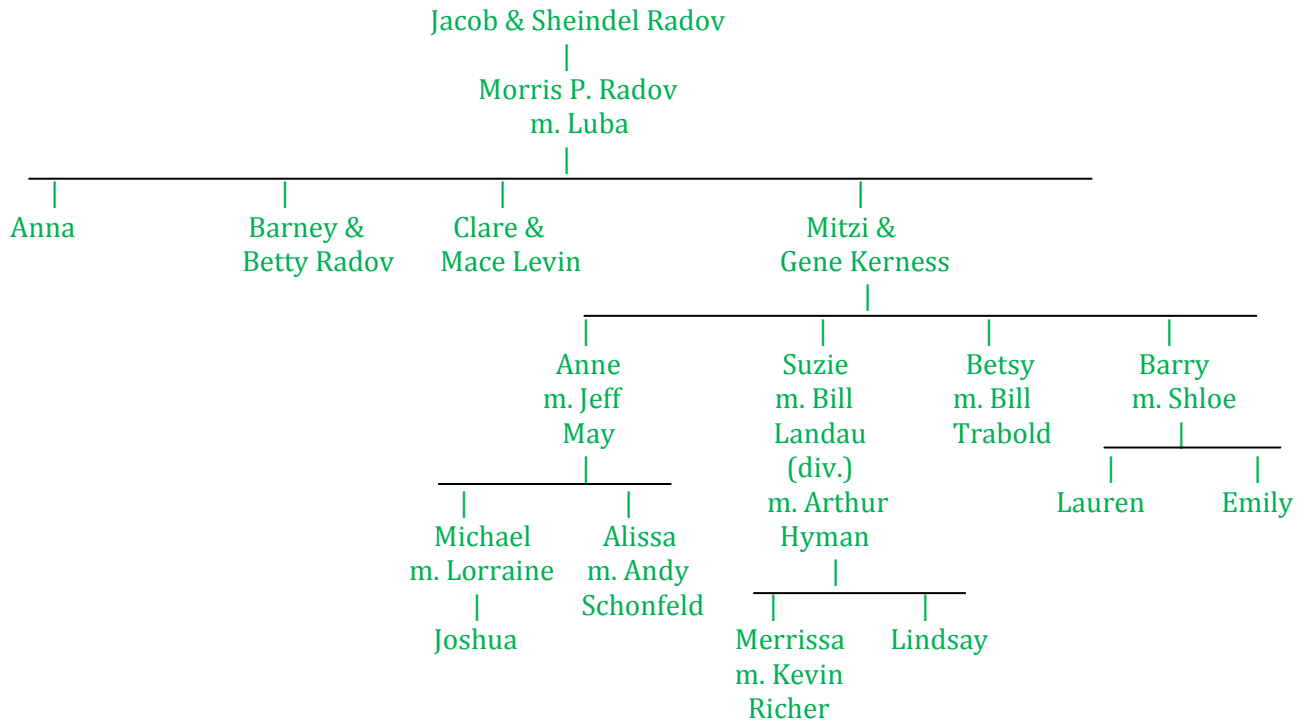 Jacob & Sheindel Radov
Morris P. Radov
m. Luba
Anna
Barney &
Betty Radov
Clare &
Mace Levin
Mitzi &
Gene Kerness
Anne
m. Jeff
May
Suzie
m. Bill
Landau
(div.)
m. Arthur
Hyman
Betsy
m. Bill
Trabold
Barry
m. Shloe
Michael
m. Lorraine
Joshua
Alissa
m. Andy
Schonfeld
Merrissa
m. Kevin
Richer
Lindsay
Lauren
Emily